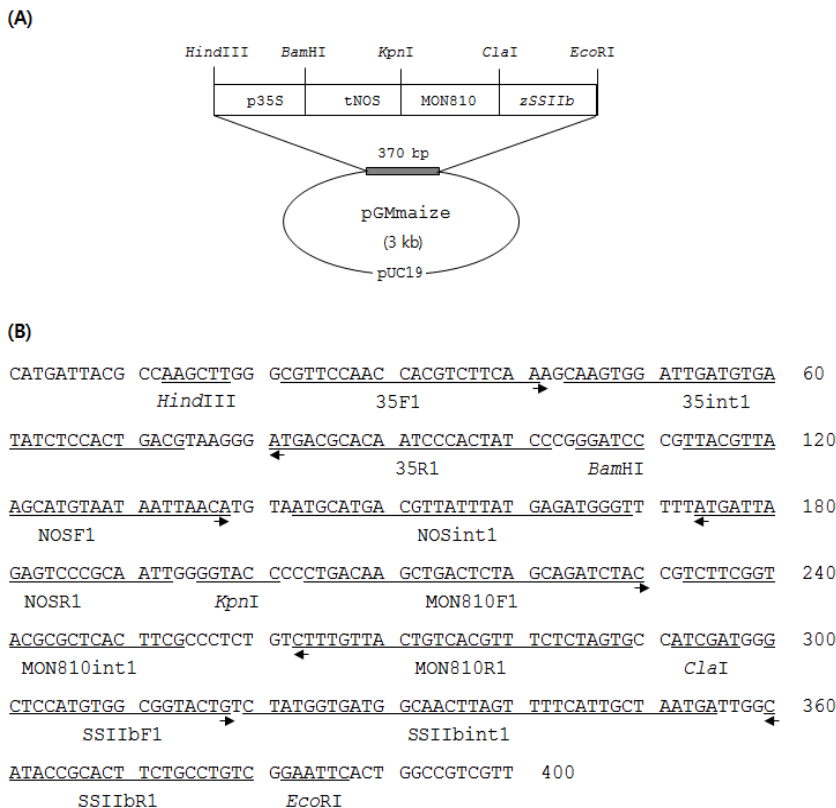 (A)
HindIII BamHI KpnI ClaI EcoRI
p35S tNOS MON810 zSSIIb
370 bp
pGMmaize
(3 kb)
pUC19
(B)
CATGATTACG CCAAGCTTGG GCGTTCCAAC CACGTCTTCA AAGCAAGTGG ATTGATGTGA 60
HindIII 35F1 35int1
TATCTCCACT GACGTAAGGG ATGACGCACA ATCCCACTAT CCCGGGATCC CGTTACGTTA 120
35R1 BamHI
AGCATGTAAT AATTAACATG TAATGCATGA CGTTATTTAT GAGATGGGTT TTTATGATTA 180
NOSF1 NOSint1
GAGTCCCGCA ATTGGGGTAC CCCCTGACAA GCTGACTCTA GCAGATCTAC CGTCTTCGGT 240
NOSR1 KpnI MON810F1
ACGCGCTCAC TTCGCCCTCT GTCTTTGTTA CTGTCACGTT TCTCTAGTGC CATCGATGGG 300
MON810int1 MON810R1 ClaI
CTCCATGTGG CGGTACTGTC TATGGTGATG GCAACTTAGT TTTCATTGCT AATGATTGGC 360
SSIIbF1 SSIIbint1
ATACCGCACT TCTGCCTGTC GGAATTCACT GGCCGTCGTT 400
SSIIbR1 EcoRI